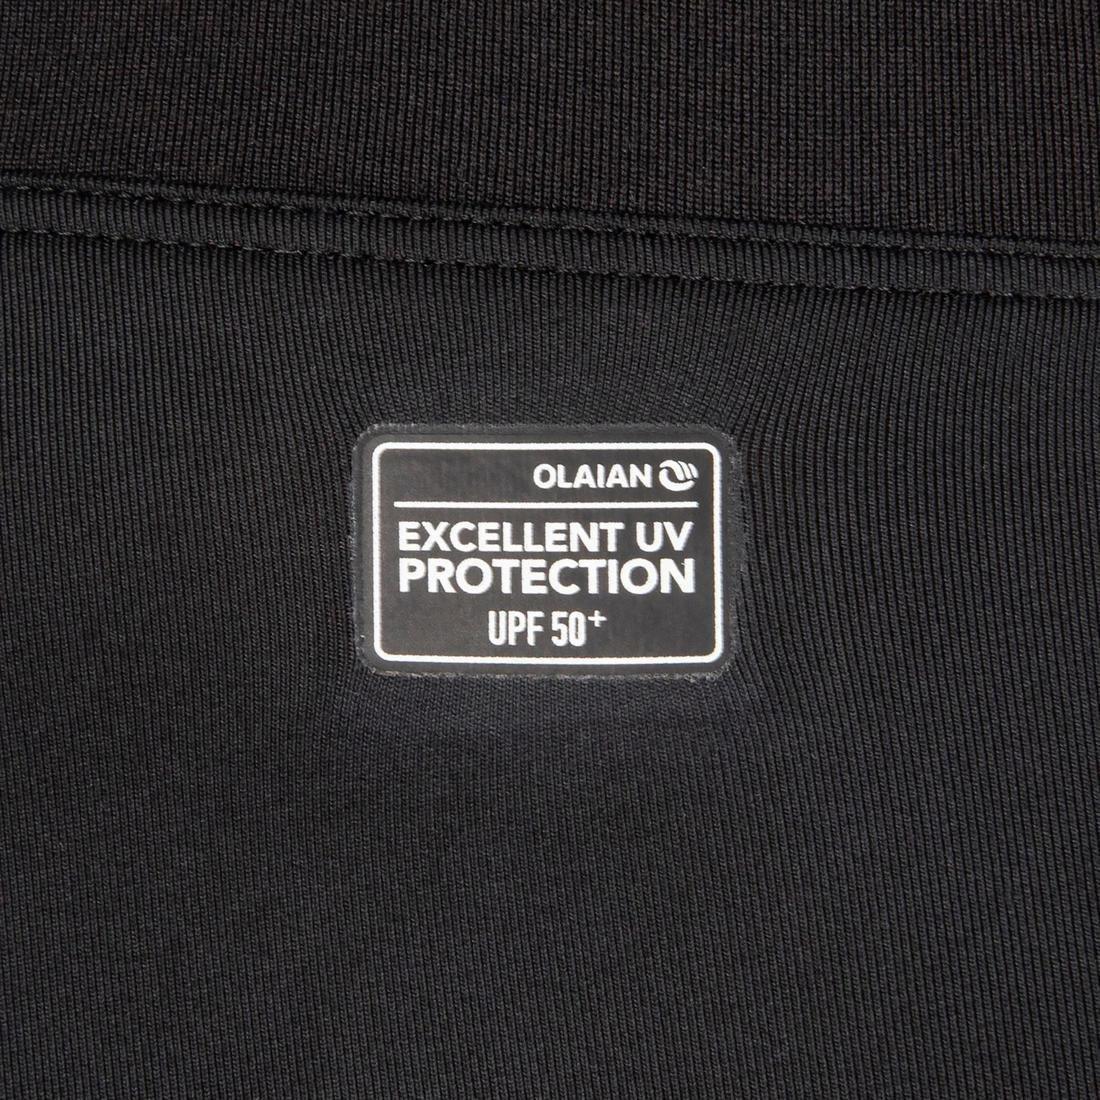 OLAIAN
EXCELLENT UV
PROTECTION
UPF 50+